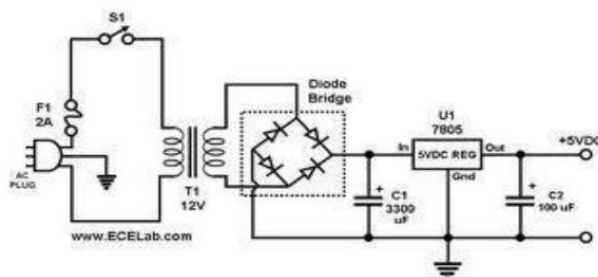 S1
F1
2A
AC
PLUG
T1
12V
www.ECELab.com
Diode
Bridge
U1
7805
In
5VDC REG
Out
Gnd
+5VDC
+
C1
3300
uF
+
C2
100 uF